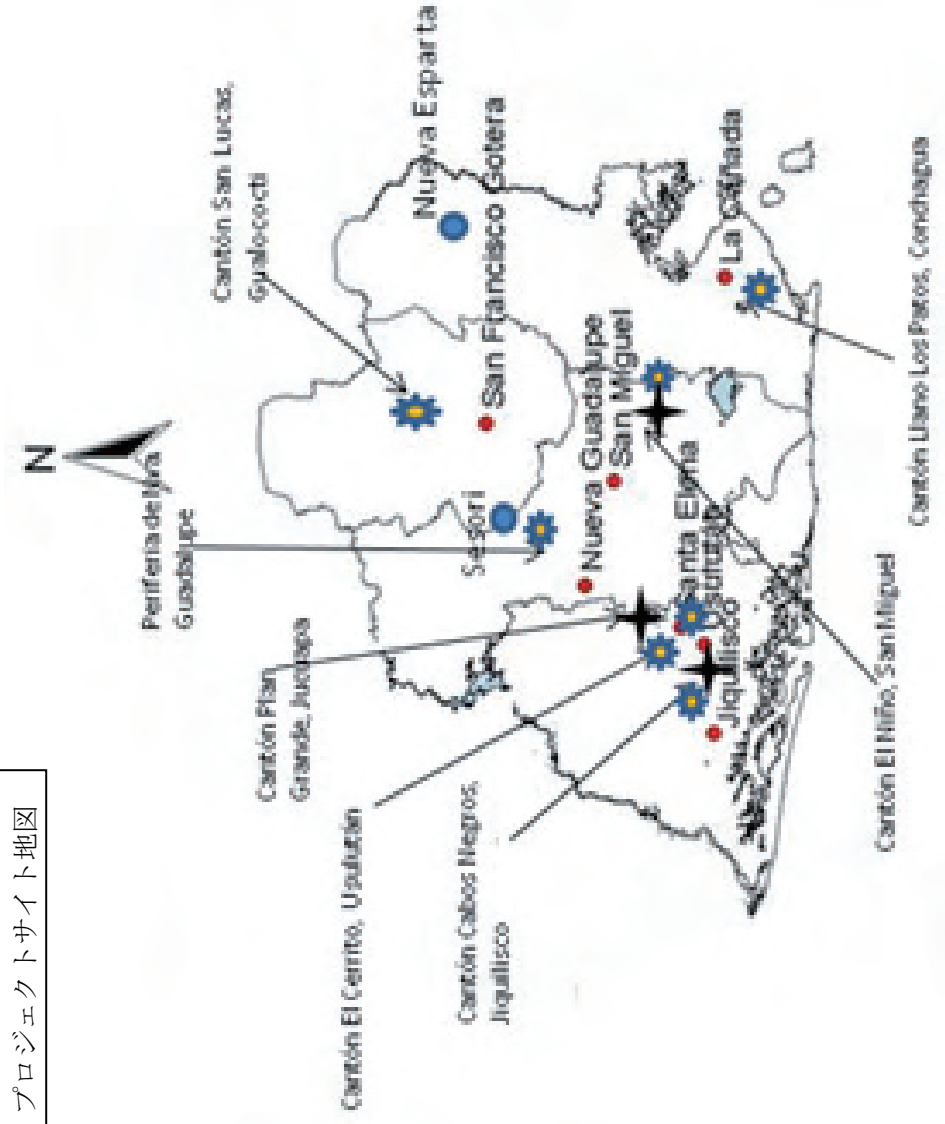 プロジェクトサイト地図
N
Cantón San Lucas,
Gualococti
Nueva Esparta
San Francisco Gotera
Guadalupe
Sesori
Nueva Guadalupe
San Miguel
Cantón Plan
Grande, Jucuapa
Cantón El Cerrito, Usulután
Cantón Cabos Negros,
Jiquilisco
Santa Elena
Usulután
Jiquilisco
La Cañada
Cantón El Niño, San Miguel
Cantón Llano Los Patos, Conchagua